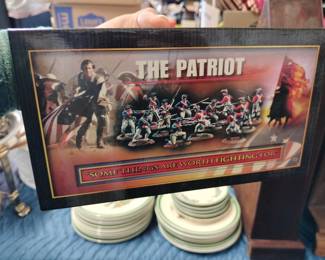 THE PATRIOT
"SOME THINGS ARE WORTH FIGHTING FOR"